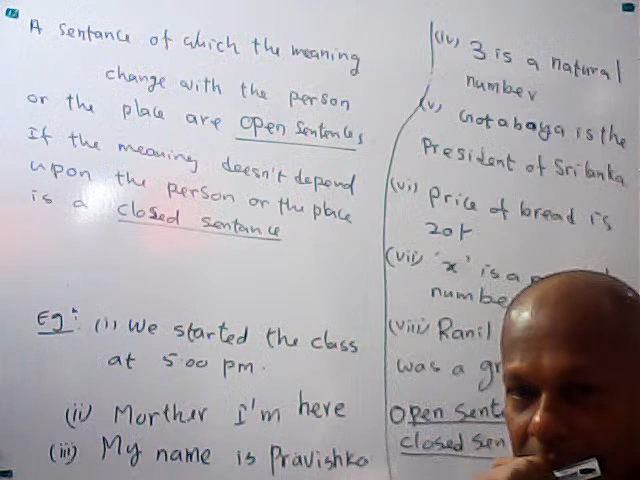 A sentance of which the meaning
change with the person
or the place are open sentences
If the meaning doesn't depend
upon the person or the place
is a closed sentance
Eg: (i) We started the class
at 5.00 pm.
(ii) Morther I'm here
(iii) My name is Pravishka
(iv) 3 is a natural
number
(v) Gotabaya is the
President of Sri lanka
(vi) price of bread is
20/-
(vii) 'x' is a
number
(viii) Ranil
was a
open
closed